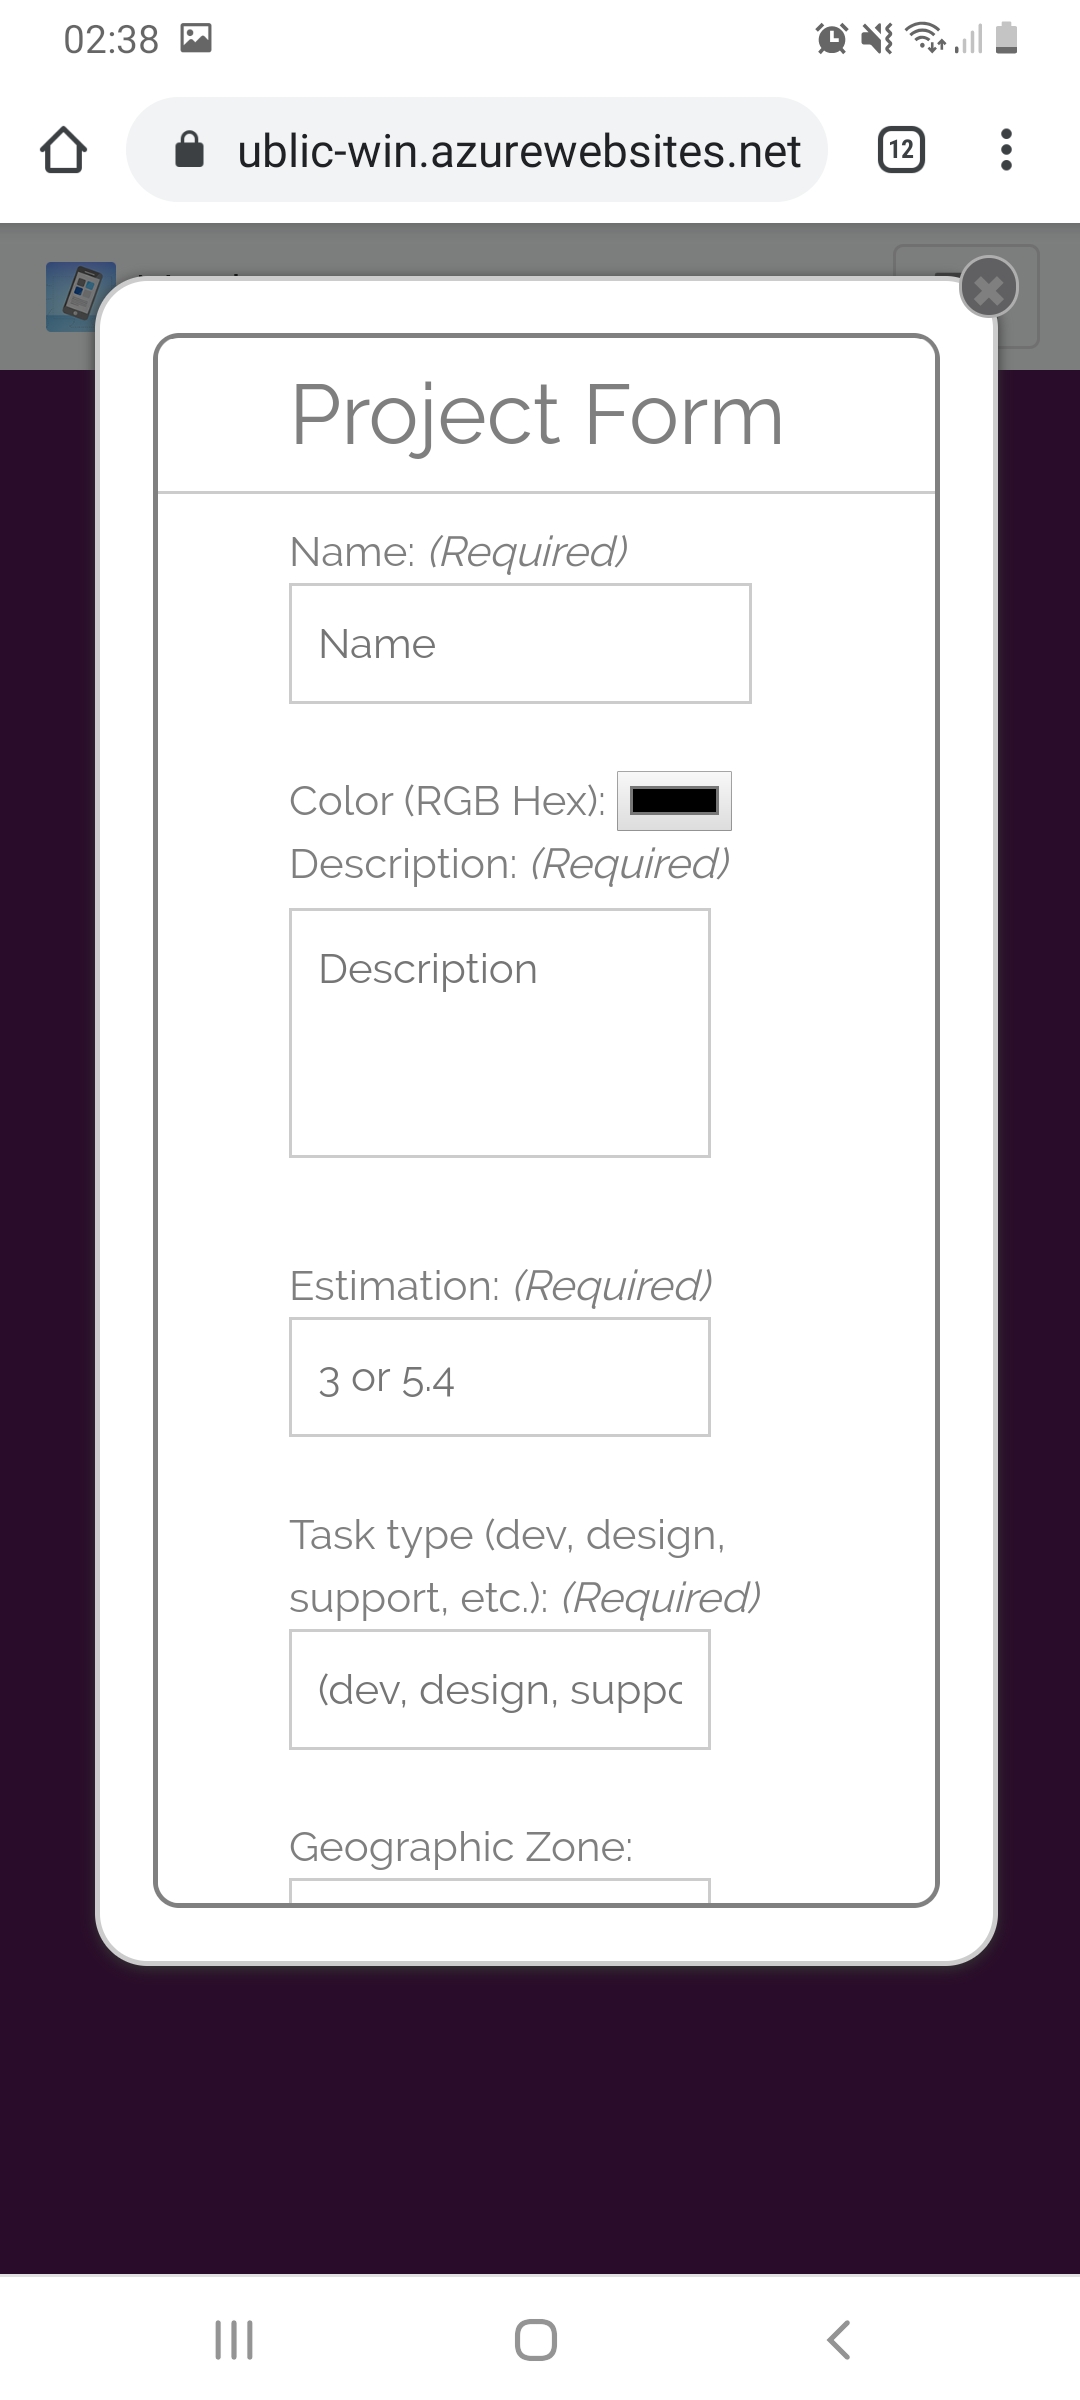 02:38
ublic-win.azurewebsites.net
12
Project Form
Name: (Required)
Name
Color (RGB Hex):
Description: (Required)
Description
Estimation: (Required)
3 or 5.4
Task type (dev, design,
support, etc.): (Required)
(dev, design,
Geographic Zone: